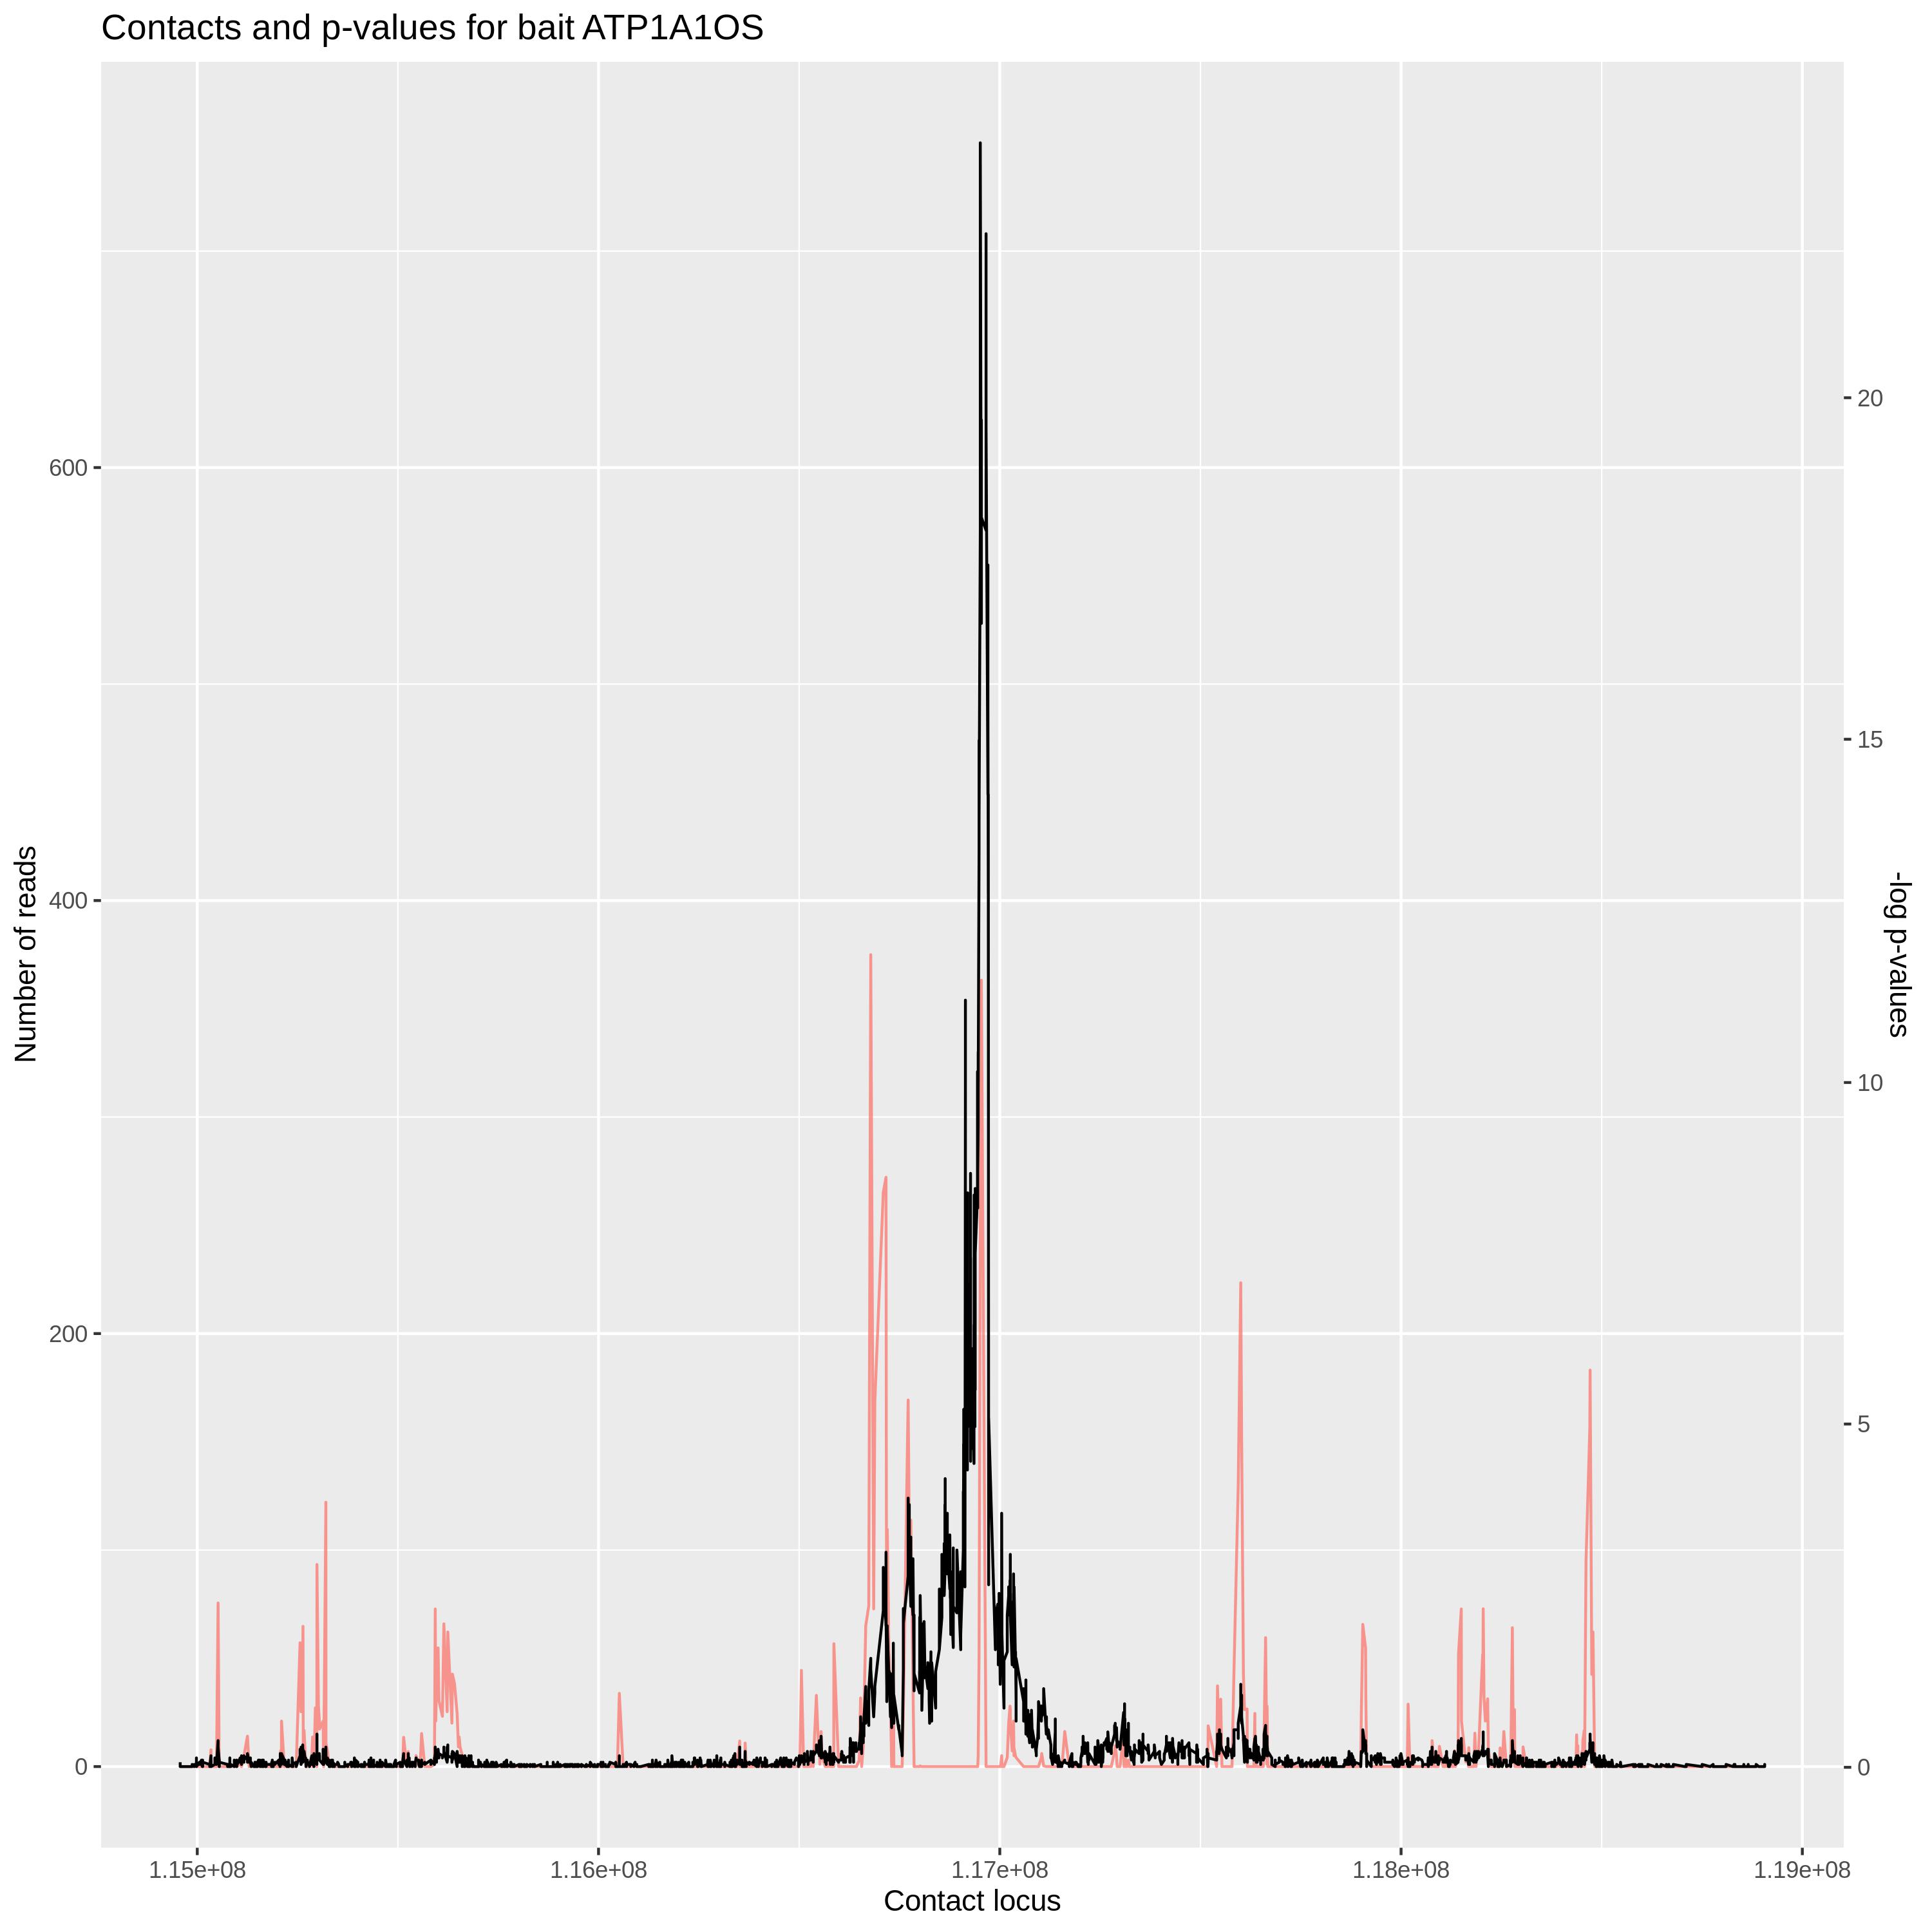 Contacts and p-values for bait ATP1A1OS
Number of reads
600
400
200
0
20
15
10
5
0
-log p-values
1.15e+08
1.16e+08
1.17e+08
1.18e+08
1.19e+08
Contact locus